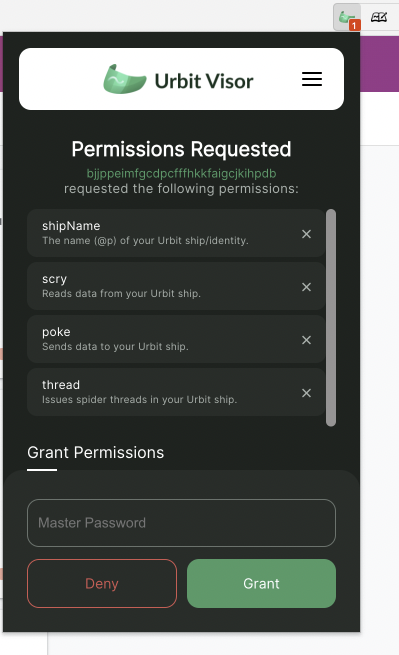 1
Urbit Visor
Permissions Requested
bjjppeimfgcdpcfffhkkfaigcjkihpdb
requested the following permissions:
shipName
The name (@p) of your Urbit ship/identity.
scry
Reads data from your Urbit ship.
poke
Sends data to your Urbit ship.
thread
Issues spider threads in your Urbit ship.
Grant Permissions
Master Password
Deny
Grant